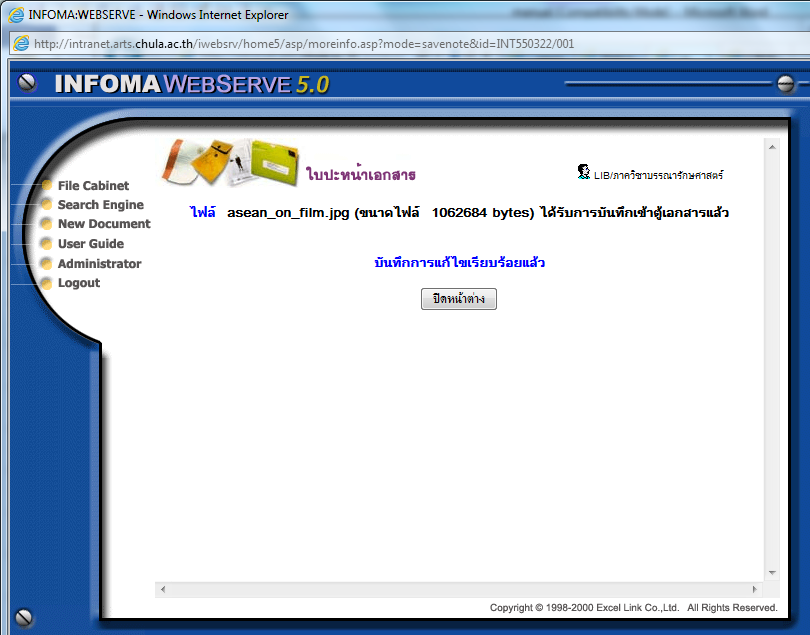 INFOMA:WEBSERVE - Windows Internet Explorer
http://intranet.arts.chula.ac.th/iwebsrv/home5/asp/moreinfo.asp?mode=savenote&id=INT550322/001
INFOMA WEBSERVE 5.0
ใบปะหน้าเอกสาร
LIB/ภาควิชาบรรณารักษศาสตร์
File Cabinet
Search Engine
New Document
User Guide
Administrator
Logout
ไฟล์ asean_on_film.jpg (ขนาดไฟล์ 1062684 bytes) ได้รับการบันทึกเข้าตู้เอกสารแล้ว
บันทึกการแก้ไขเรียบร้อยแล้ว
ปิดหน้าต่าง
Copyright © 1998-2000 Excel Link Co.,Ltd. All Rights Reserved.